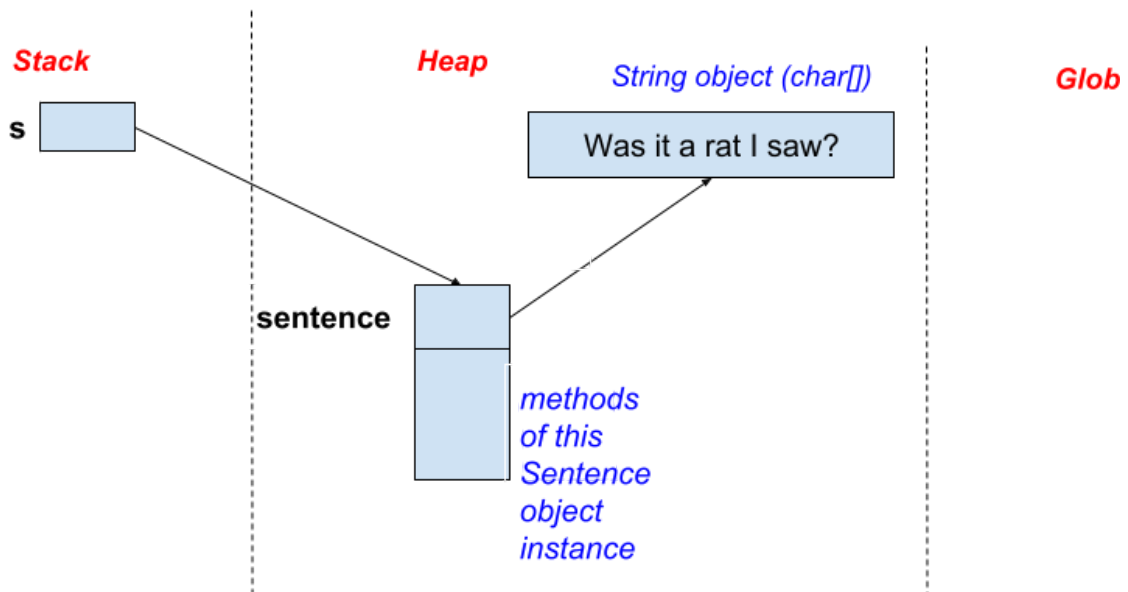 Stack
Heap
String object (char[])
Glob
s
Was it a rat I saw?
sentence
methods
of this
Sentence
object
instance